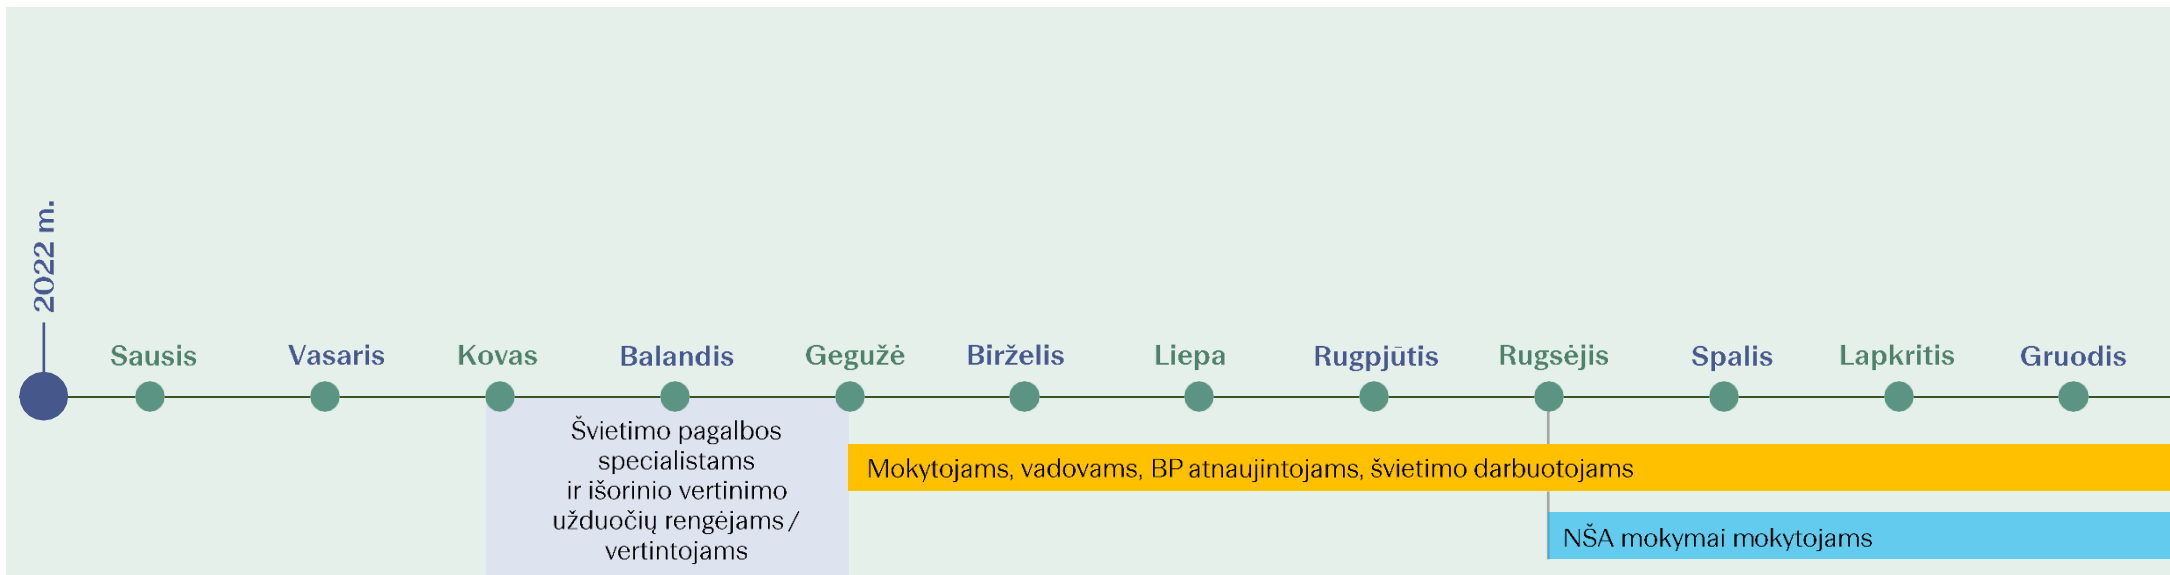 2022 m.
Sausis
Vasaris
Kovas
Balandis
Gegužė
Birželis
Liepa
Rugpjūtis
Rugsėjis
Spalis
Lapkritis
Gruodis
Švietimo pagalbos
specialistams
ir išorinio vertinimo
užduočių rengėjams /
vertintojams
Mokytojams, vadovams, BP atnaujintojams, švietimo darbuotojams
NŠA mokymai mokytojams